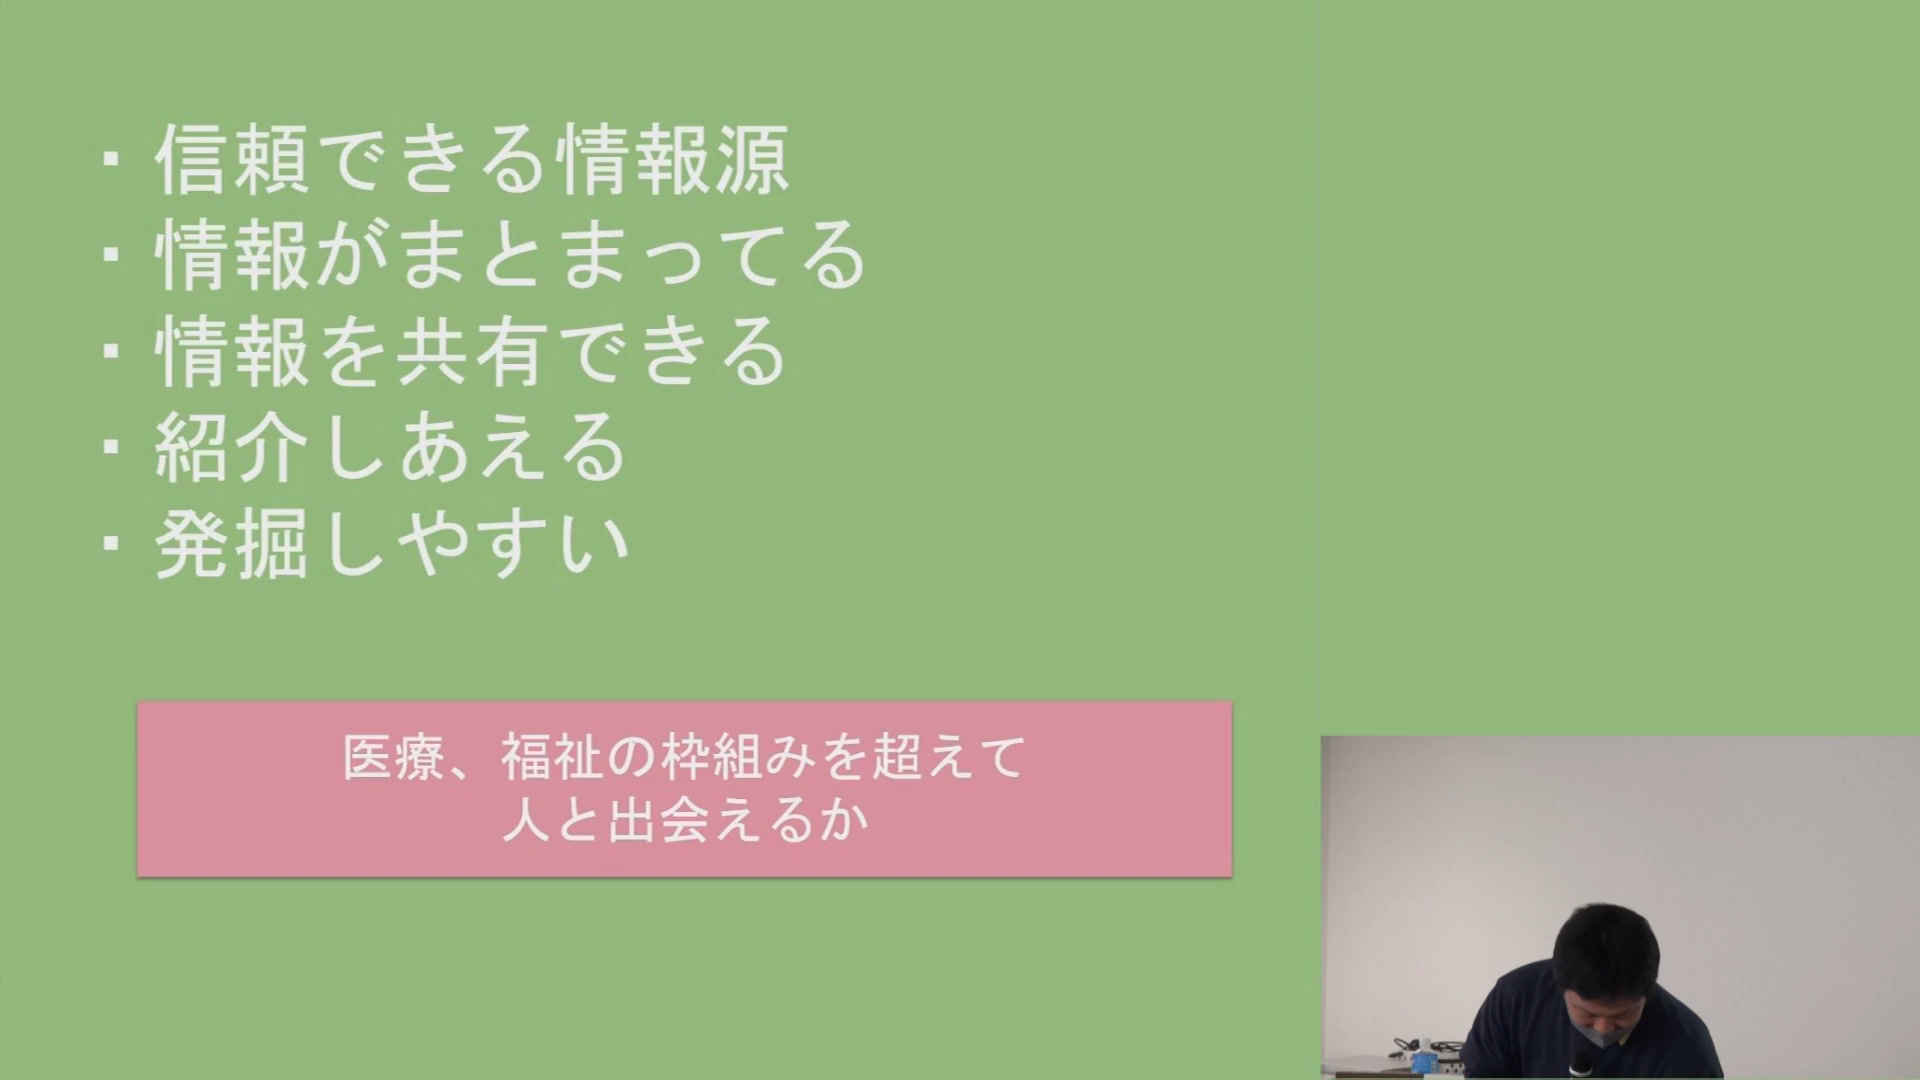 ▪信頼できる情報源
▪情報がまとまってる
▪情報を共有できる
▪紹介しあえる
▪発掘しやすい
医療、福祉の枠組みを超えて
人と出会えるか